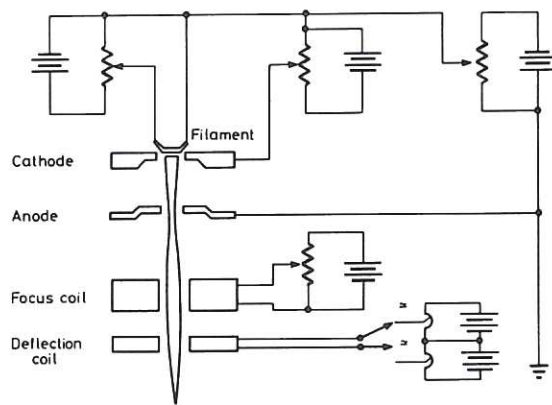 Filament
Cathode
Anode
Focus coil
Deflection
coil